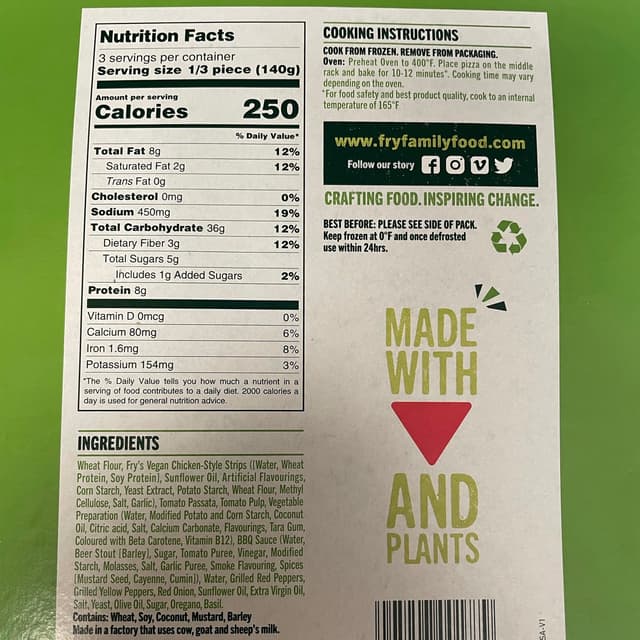 Nutrition Facts
3 servings per container
Serving size 1/3 piece (140g)
Amount per serving
Calories 250
% Daily Value*
Total Fat 8g 12%
Saturated Fat 2g 12%
Trans Fat 0g
Cholesterol 0mg 0%
Sodium 450mg 19%
Total Carbohydrate 36g 12%
Dietary Fiber 3g 12%
Total Sugars 5g
Includes 1g Added Sugars 2%
Protein 8g
Vitamin D 0mcg 0%
Calcium 80mg 6%
Iron 1.6mg 8%
Potassium 154mg 3%
*The % Daily Value tells you how much a nutrient in a
serving of food contributes to a daily diet. 2000 calories a
day is used for general nutrition advice.
INGREDIENTS
Wheat Flour, Fry's Vegan Chicken-Style Strips ((Water, Wheat
Protein, Soy Protein), Sunflower Oil, Artificial Flavourings,
Corn Starch, Yeast Extract, Potato Starch, Wheat Flour, Methyl
Cellulose, Salt, Garlic), Tomato Passata, Tomato Pulp, Vegetable
Preparation (Water, Modified Potato and Corn Starch, Coconut
Oil, Citric acid, Salt, Calcium Carbonate, Flavourings, Tara Gum,
Coloured with Beta Carotene, Vitamin B12), BBQ Sauce (Water,
Beer Stout [Barley], Sugar, Tomato Puree, Vinegar, Modified
Starch, Molasses, Salt, Garlic Puree, Smoke Flavouring, Spices
[Mustard Seed, Cayenne, Cumin]), Water, Grilled Red Peppers,
Grilled Yellow Peppers, Red Onion, Sunflower Oil, Extra Virgin Oil,
Salt, Yeast, Olive Oil, Sugar, Oregano, Basil.
Contains: Wheat, Soy, Coconut, Mustard, Barley
Made in a factory that uses cow, goat and sheep's milk.
COOKING INSTRUCTIONS
COOK FROM FROZEN. REMOVE FROM PACKAGING.
Oven: Preheat Oven to 400°F. Place pizza on the middle
rack and bake for 10-12 minutes*. Cooking time may vary
depending on the oven.
*For food safety and best product quality, cook to an internal
temperature of 165°F
www.fryfamilyfood.com
Follow our story
CRAFTING FOOD. INSPIRING CHANGE.
BEST BEFORE: PLEASE SEE SIDE OF PACK.
Keep frozen at 0°F and once defrosted
use within 24hrs.
MADE
WITH
AND
PLANTS
SA-V1